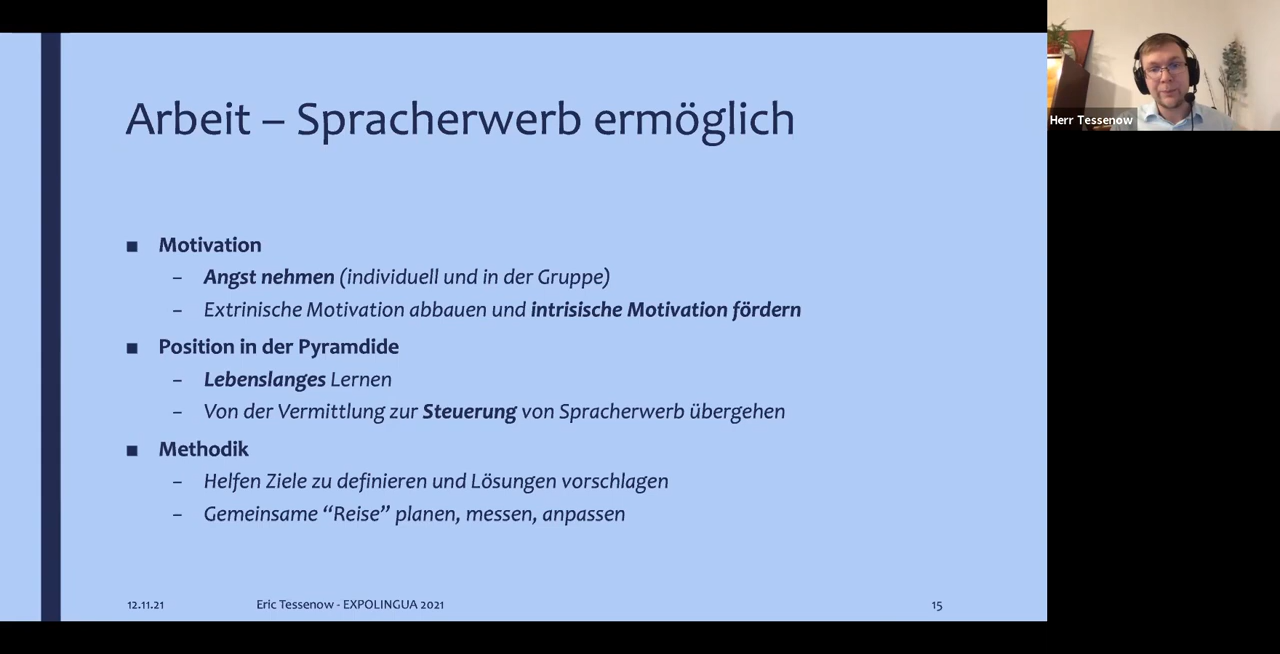 Arbeit – Spracherwerb ermöglich
■ Motivation
– Angst nehmen (individuell und in der Gruppe)
– Extrinische Motivation abbauen und intrisische Motivation fördern
■ Position in der Pyramdide
– Lebenslanges Lernen
– Von der Vermittlung zur Steuerung von Spracherwerb übergehen
■ Methodik
– Helfen Ziele zu definieren und Lösungen vorschlagen
– Gemeinsame “Reise” planen, messen, anpassen
12.11.21 Eric Tessenow - EXPOLINGUA 2021 15
Herr Tessenow